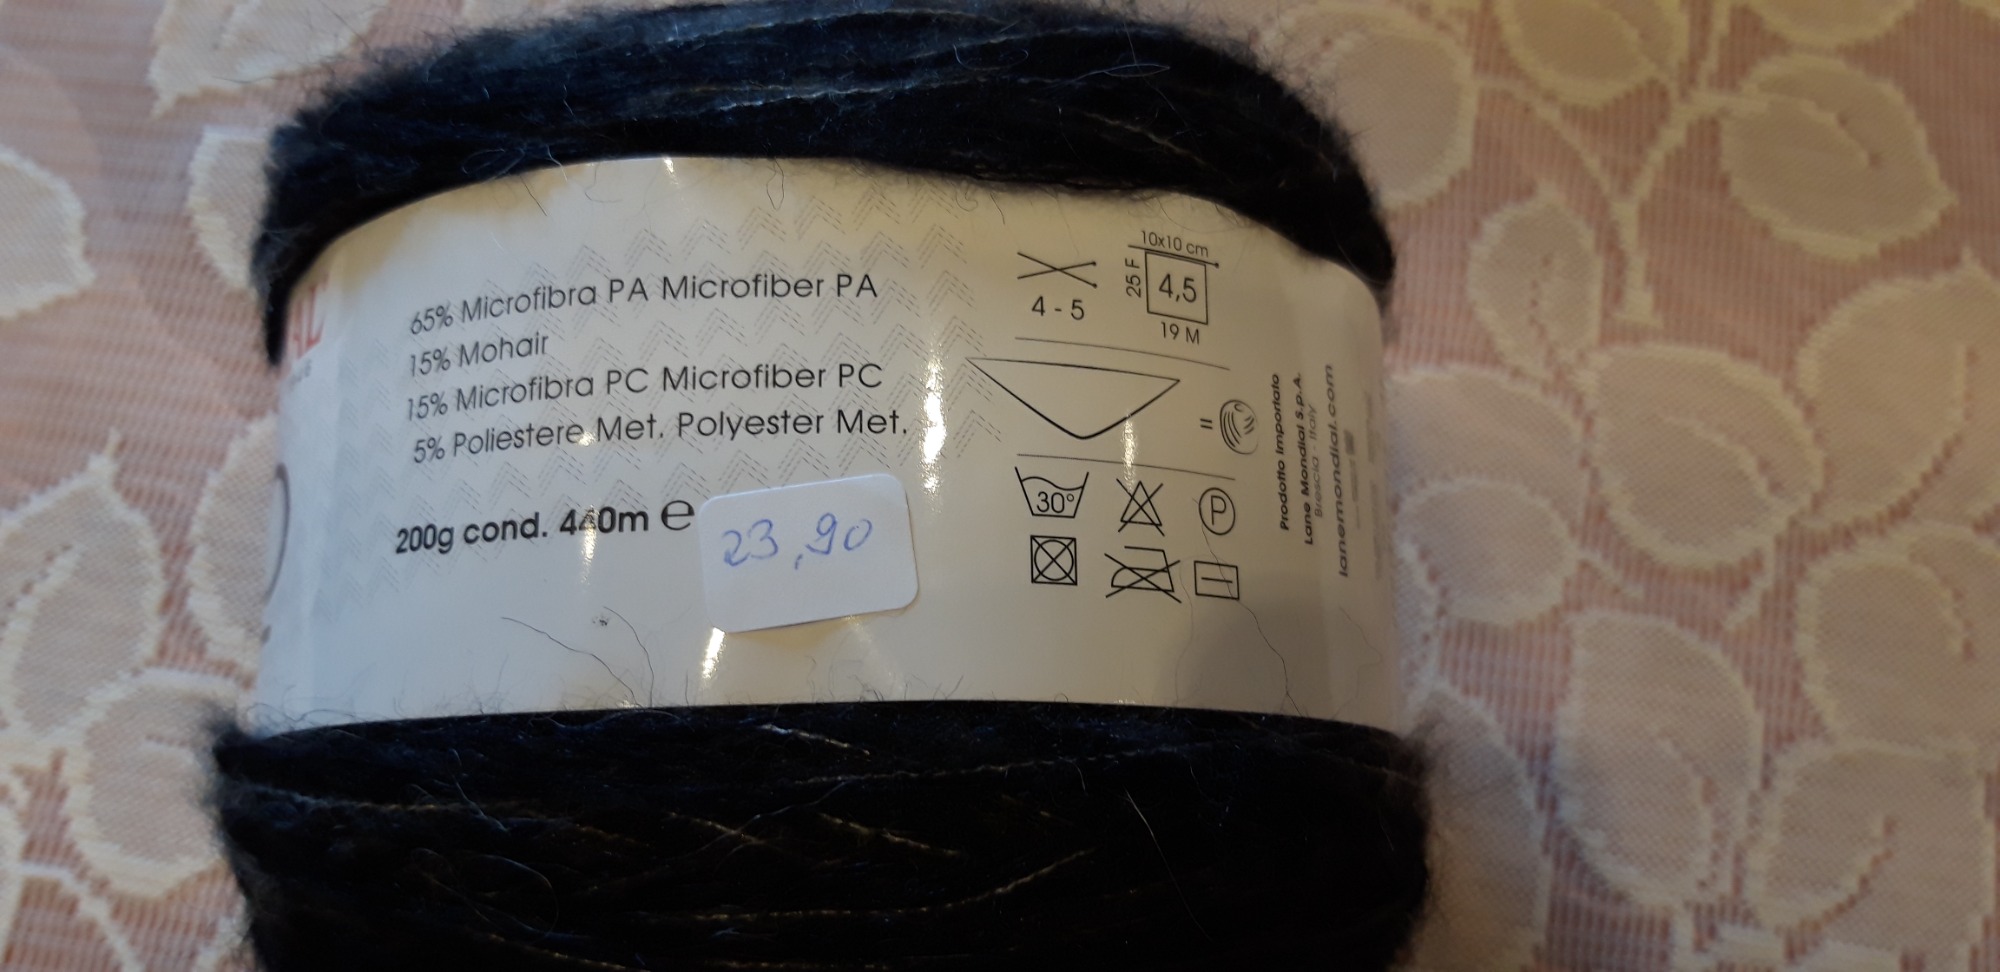 65% Microfibra PA Microfiber PA
15% Mohair
15% Microfibra PC Microfiber PC
5% Poliestere Met. Polyester Met.
200g cond. 440m ℮
23,90
4 - 5
10x10 cm
25 F
4,5
19 M
=
30°
P
Prodotto Importato
Lane Mondial S.p.A.
Brescia - Italy
lanemondial.com